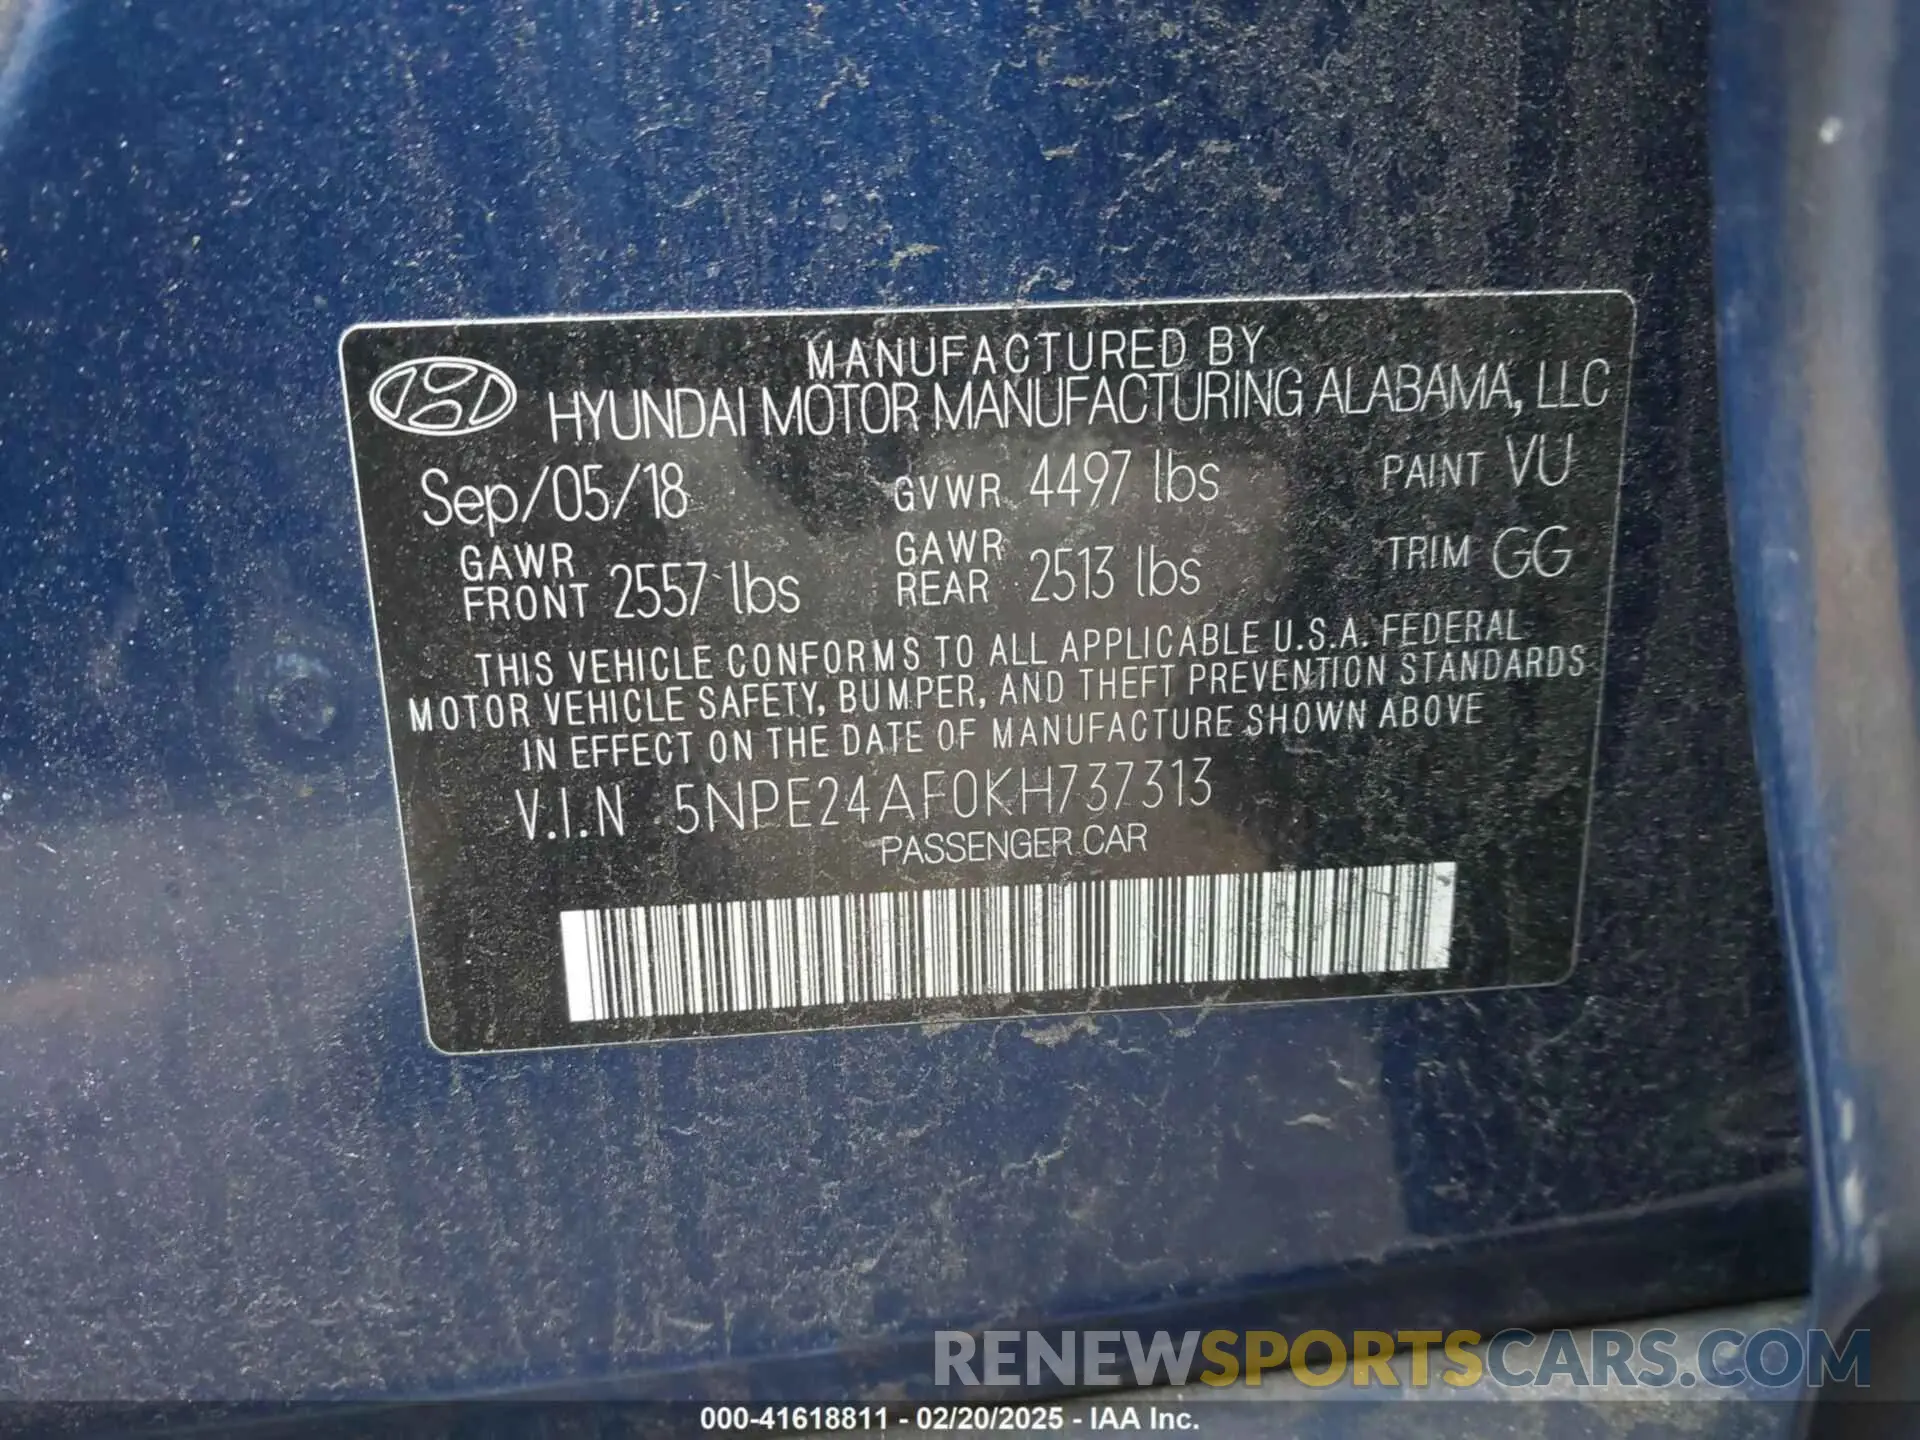 MANUFACTURED BY
HYUNDAI MOTOR MANUFACTURING ALABAMA, LLC
Sep/05/18 GVWR 4497 lbs PAINT VU
GAWR FRONT 2557 lbs GAWR REAR 2513 lbs TRIM GG
THIS VEHICLE CONFORMS TO ALL APPLICABLE U.S.A. FEDERAL
MOTOR VEHICLE SAFETY, BUMPER, AND THEFT PREVENTION STANDARDS
IN EFFECT ON THE DATE OF MANUFACTURE SHOWN ABOVE
V.I.N 5NPE24AF0KH737313
PASSENGER CAR
RENEWSPORTSCARS.COM
000-41618811 - 02/20/2025 - IAA Inc.